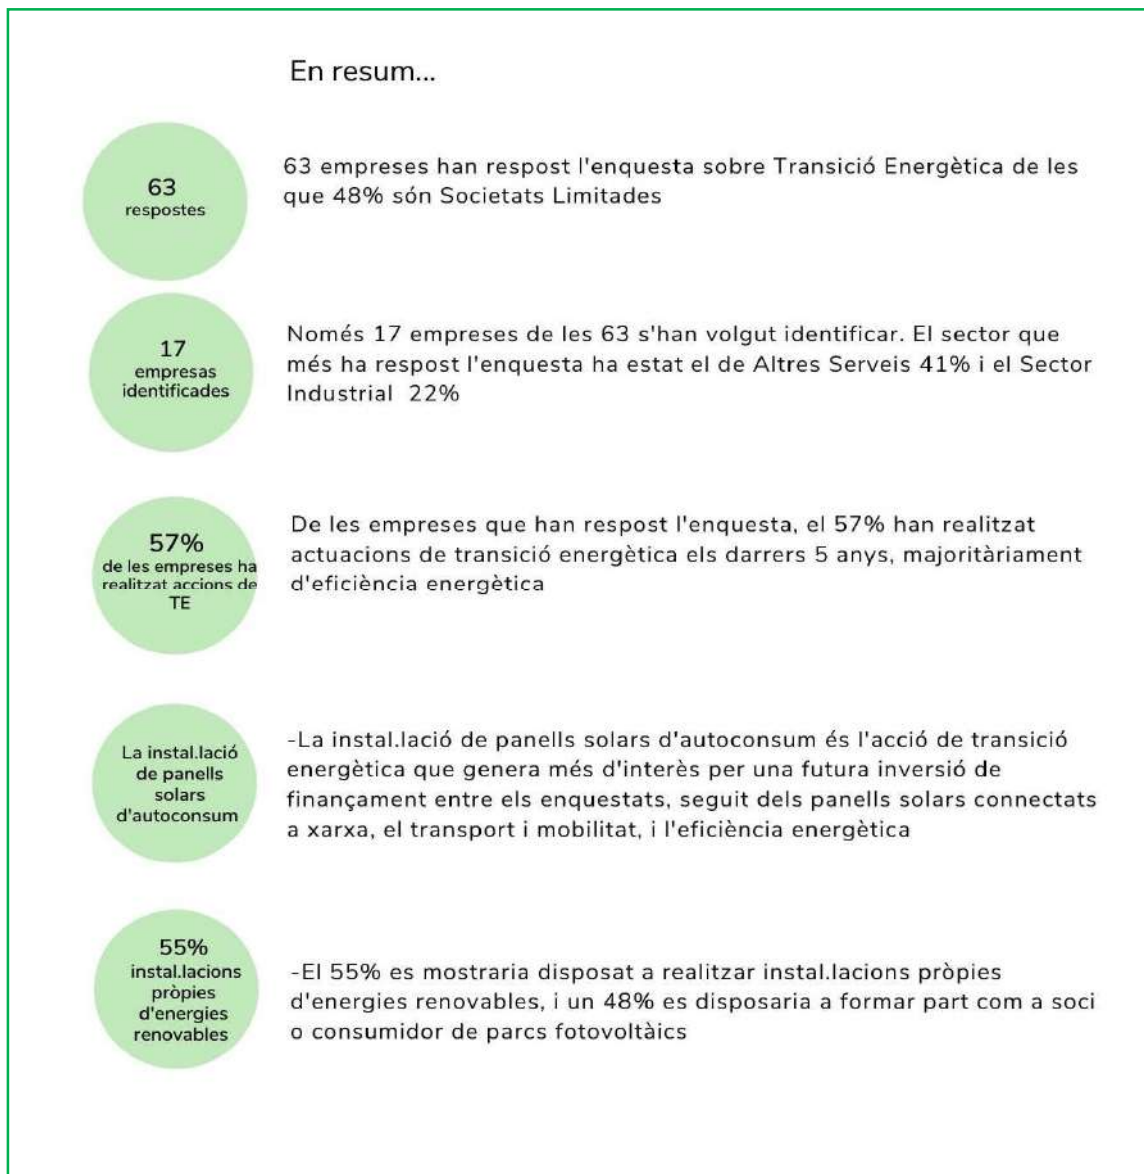 En resum...
63
respostes
63 empreses han respost l'enquesta sobre Transició Energètica de les
que 48% són Societats Limitades
17
empresas
identificades
Només 17 empreses de les 63 s'han volgut identificar. El sector que
més ha respost l'enquesta ha estat el de Altres Serveis 41% i el Sector
Industrial 22%
57%
de les empreses ha
realitzat accions de
TE
De les empreses que han respost l'enquesta, el 57% han realitzat
actuacions de transició energètica els darrers 5 anys, majoritàriament
d'eficiència energètica
La instal.lació
de panells
solars
d'autoconsum
-La instal.lació de panells solars d'autoconsum és l'acció de transició
energètica que genera més d'interès per una futura inversió de
finançament entre els enquestats, seguit dels panells solars connectats
a xarxa, el transport i mobilitat, i l'eficiència energètica
55%
instal.lacions
pròpies
d'energies
renovables
-El 55% es mostraria disposat a realitzar instal.lacions pròpies
d'energies renovables, i un 48% es disposaria a formar part com a soci
o consumidor de parcs fotovoltàics